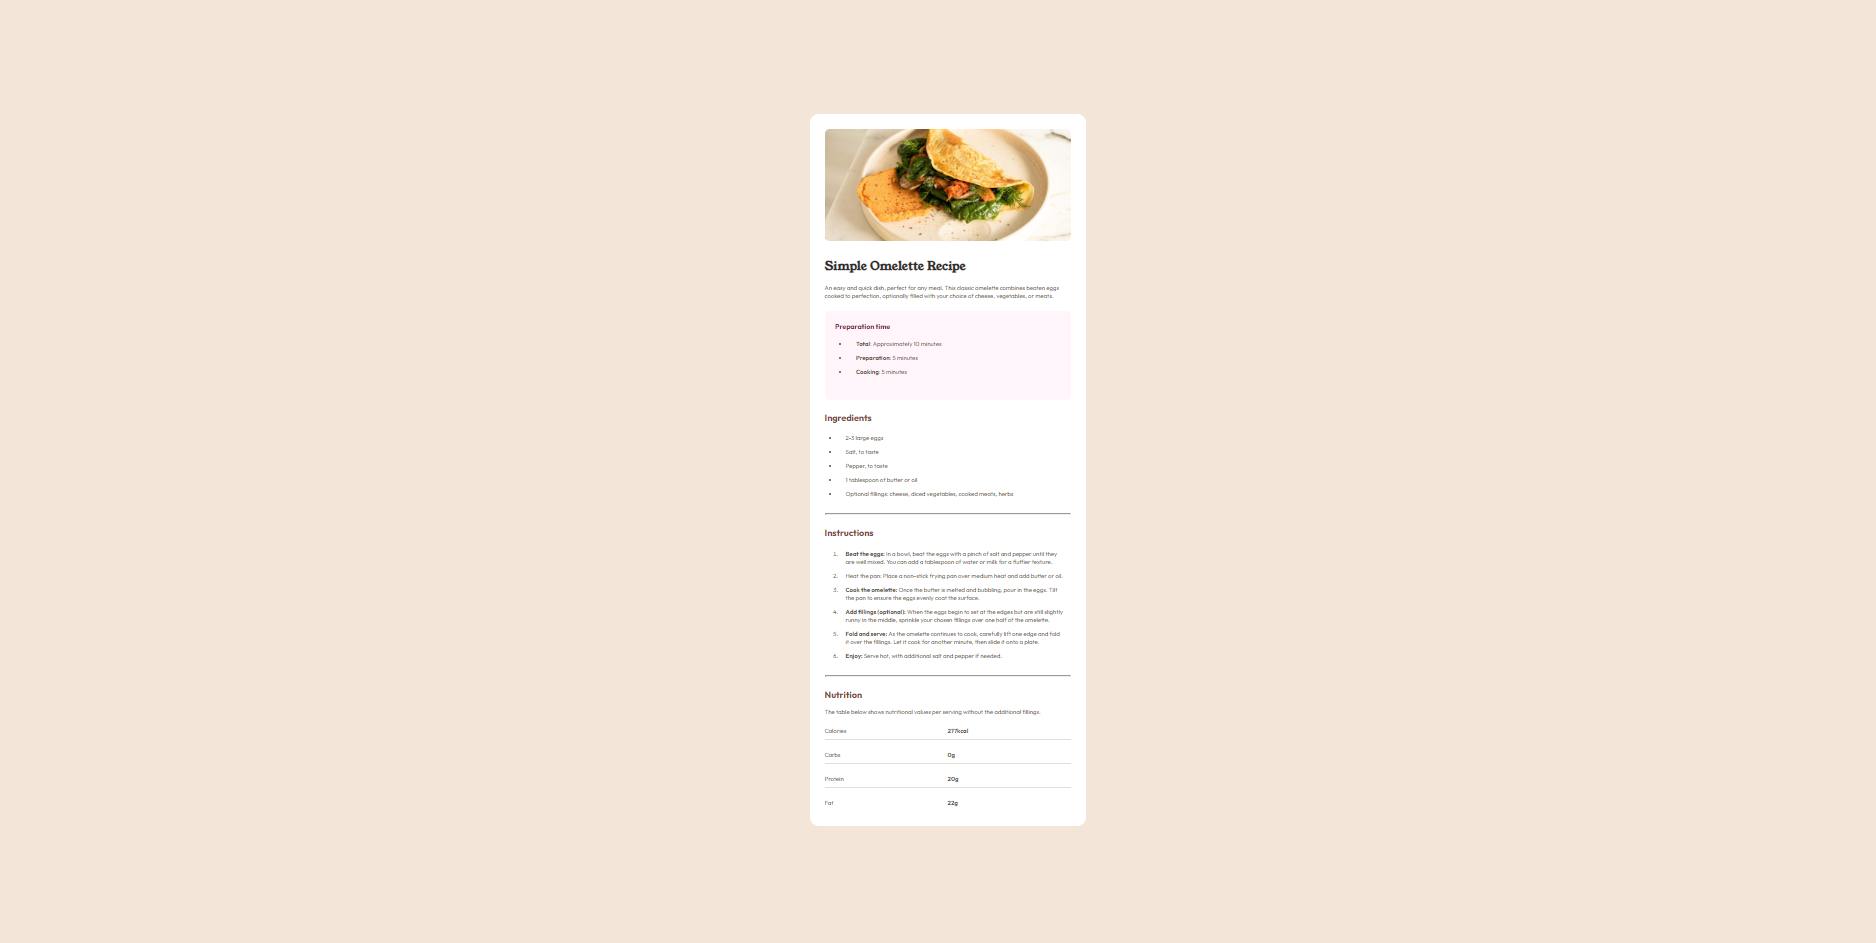 Simple Omelette Recipe
An easy and quick dish, perfect for any meal. This classic omelette combines beaten eggs
cooked to perfection, optionally filled with your choice of cheese, vegetables, or meats.
Preparation time
• Total: Approximately 10 minutes
• Preparation: 5 minutes
• Cooking: 5 minutes
Ingredients
• 2-3 large eggs
• Salt, to taste
• Pepper, to taste
• 1 tablespoon of butter or oil
• Optional fillings: cheese, diced vegetables, cooked meats, herbs
Instructions
1. Beat the eggs: In a bowl, beat the eggs with a pinch of salt and pepper until they
are well mixed. You can add a tablespoon of water or milk for a fluffier texture.
2. Heat the pan: Place a non-stick frying pan over medium heat and add butter or oil.
3. Cook the omelette: Once the butter is melted and bubbling, pour in the eggs. Tilt
the pan to ensure the eggs evenly coat the surface.
4. Add fillings (optional): When the eggs begin to set at the edges but are still slightly
runny in the middle, sprinkle your chosen fillings over one half of the omelette.
5. Fold and serve: As the omelette continues to cook, carefully lift one edge and fold
it over the fillings. Let it cook for another minute, then slide it onto a plate.
6. Enjoy: Serve hot, with additional salt and pepper if needed.
Nutrition
The table below shows nutritional values per serving without the additional fillings.
Calories 277kcal
Carbs 0g
Protein 20g
Fat 22g